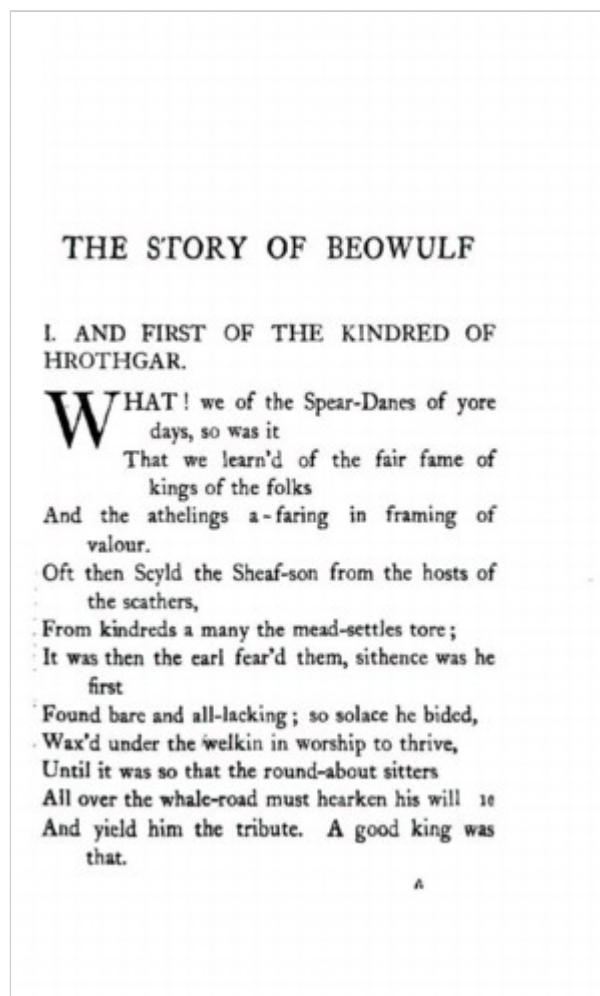 THE STORY OF BEOWULF
I. AND FIRST OF THE KINDRED OF
HROTHGAR.
WHAT! we of the Spear-Danes of yore
days, so was it
That we learn'd of the fair fame of
kings of the folks
And the athelings a-faring in framing of
valour.
Oft then Scyld the Sheaf-son from the hosts of
the scathers,
From kindreds a many the mead-settles tore;
It was then the earl fear'd them, sithence was he
first
Found bare and all-lacking; so solace he bided,
Wax'd under the welkin in worship to thrive,
Until it was so that the round-about sitters
All over the whale-road must hearken his will 10
And yield him the tribute. A good king was
that.
A